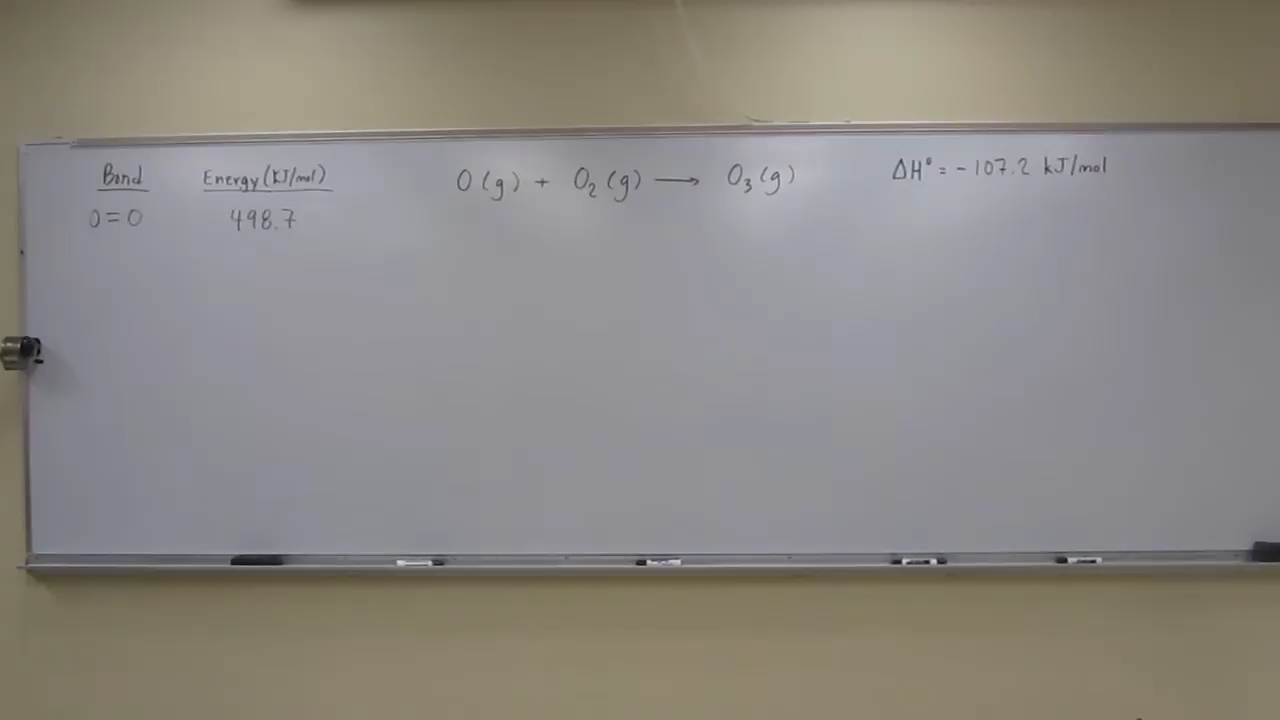 Bond Energy (KJ/mol)
O=O 498.7
O (g) + O₂ (g) ⟶ O₃ (g)
ΔH° = -107.2 KJ/mol